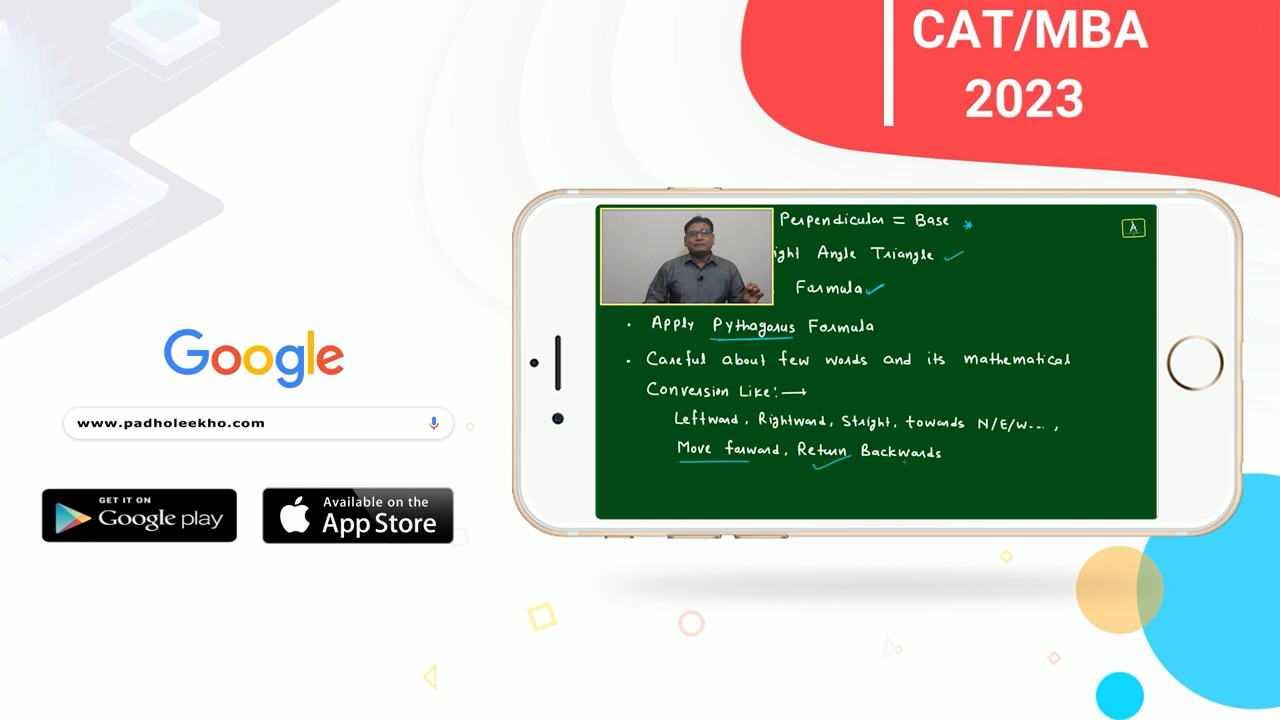 CAT/MBA
2023
Perpendicular = Base *
ight Angle Triangle
Formula
· Apply Pythagorus Formula
· Careful about few words and its mathematical
Conversion Like:→
Leftward, Rightward, Stright, towards N/E/W... ,
Move forward, Return Backwards
Google
www.padholeekho.com
GET IT ON
Google play
Available on the
App Store